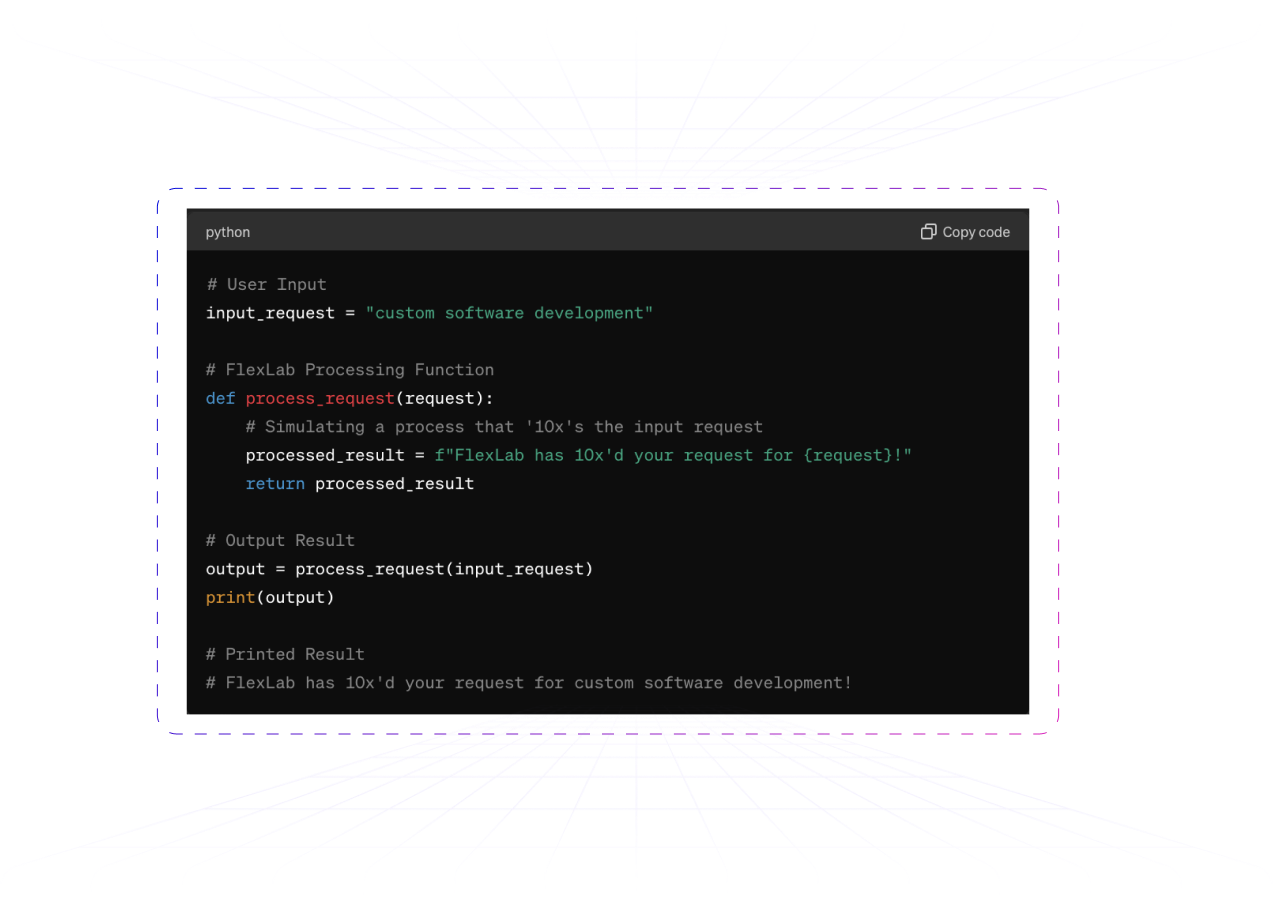 python
Copy code
# User Input
input_request = "custom software development"
# FlexLab Processing Function
def process_request(request):
    # Simulating a process that '10x's the input request
    processed_result = f"FlexLab has 10x'd your request for {request}!"
    return processed_result
# Output Result
output = process_request(input_request)
print(output)
# Printed Result
# FlexLab has 10x'd your request for custom software development!